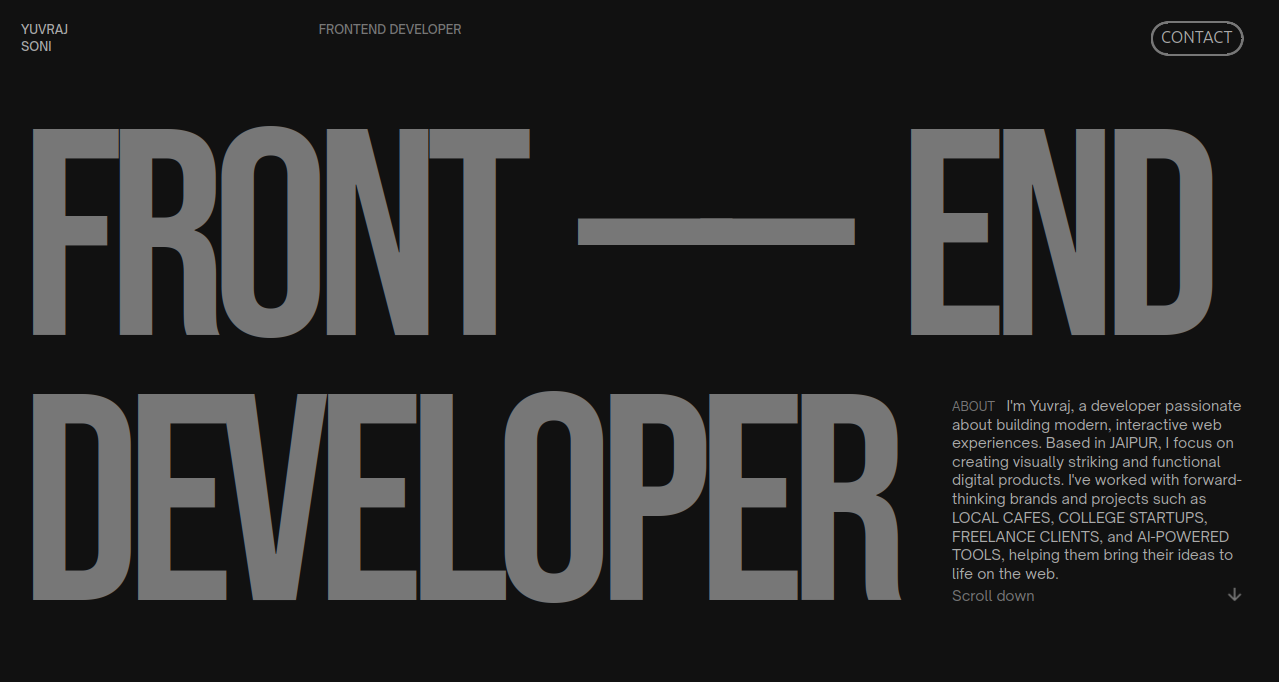 YUVRAJ
SONI
FRONTEND DEVELOPER
CONTACT
FRONT — END
DEVELOPER
ABOUT I'm Yuvraj, a developer passionate
about building modern, interactive web
experiences. Based in JAIPUR, I focus on
creating visually striking and functional
digital products. I've worked with forward-
thinking brands and projects such as
LOCAL CAFES, COLLEGE STARTUPS,
FREELANCE CLIENTS, and AI-POWERED
TOOLS, helping them bring their ideas to
life on the web.
Scroll down